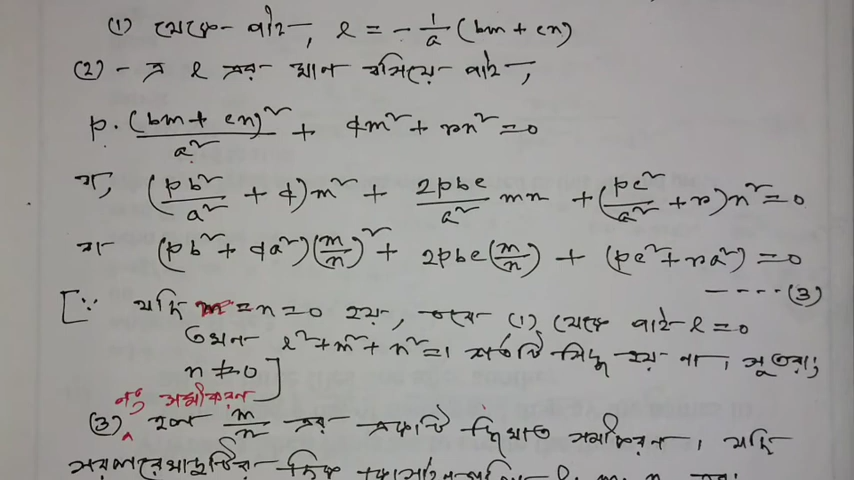 (1) থেকে পাই, l = - 1/a (bm + cn)
(2) - এ l এর মান বসিয়ে পাই,
p. (bm + cn)²/a² + qm² + rn² = 0
বা, (pb²/a² + q)m² + 2pbc/a² mn + (pc²/a² + r)n² = 0
বা (pb² + qa²)(m/n)² + 2pbc(m/n) + (pc² + ra²) = 0
----(3)
[∵ যদি = n = 0 হয়, তবে (1) থেকে পাই l = 0
তখন l² + m² + n² = 1 শর্তটি সিদ্ধ হয় না। সুতরাং
n ≠ 0]
নং সমীকরণ
(3) হল m/n এর একটি দ্বিঘাত সমীকরণ। যদি
সরলরেখাদুটির দিক l, m, n